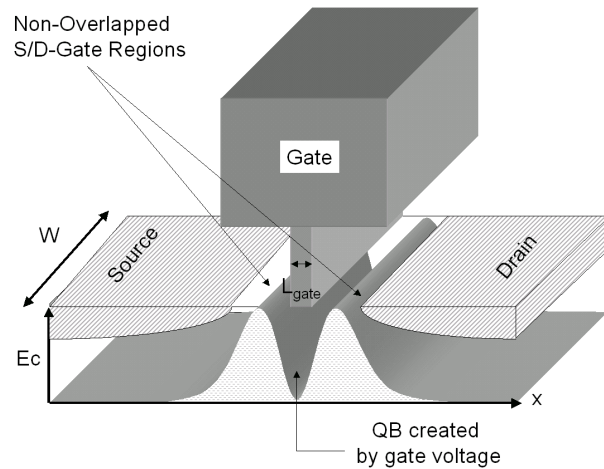 Non-Overlapped
S/D-Gate Regions
Gate
W
Source
Drain
Lgate
Ec
x
QB created
by gate voltage